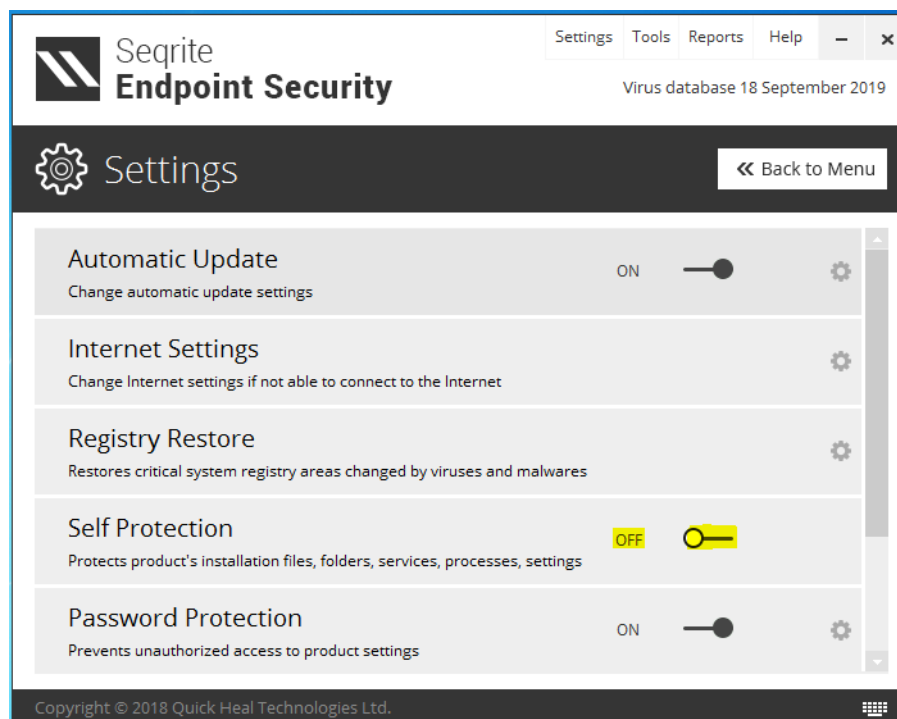 Settings Tools Reports Help
Seqrite
Endpoint Security
Virus database 18 September 2019
Settings
Back to Menu
Automatic Update
ON
Change automatic update settings
Internet Settings
Change Internet settings if not able to connect to the Internet
Registry Restore
Restores critical system registry areas changed by viruses and malwares
Self Protection
OFF
Protects product's installation files, folders, services, processes, settings
Password Protection
ON
Prevents unauthorized access to product settings
Copyright © 2018 Quick Heal Technologies Ltd.